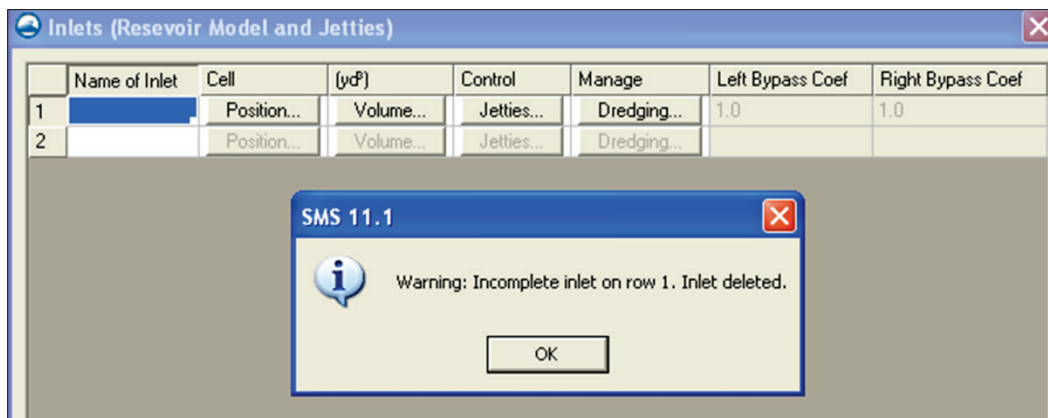 Inlets (Resevoir Model and Jetties)
Name of Inlet Cell (yd³) Control Manage Left Bypass Coef Right Bypass Coef
1 Position... Volume... Jetties... Dredging... 1.0 1.0
2 Position... Volume... Jetties... Dredging...
SMS 11.1
Warning: Incomplete inlet on row 1. Inlet deleted.
OK